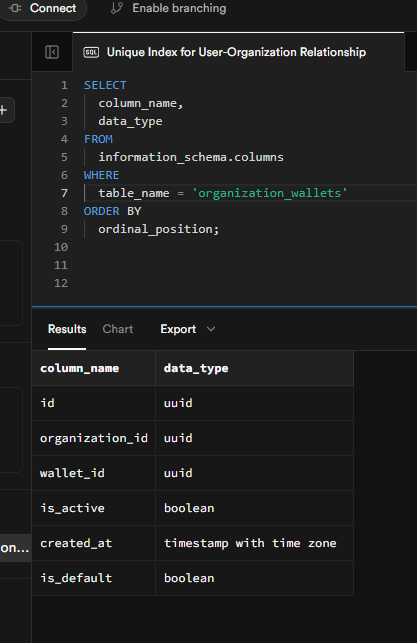 Connect
Enable branching
SQL Unique Index for User-Organization Relationship
1 SELECT
2 column_name,
3 data_type
4 FROM
5 information_schema.columns
6 WHERE
7 table_name = 'organization_wallets'
8 ORDER BY
9 ordinal_position;
10
11
12
Results Chart Export
column_name data_type
id uuid
organization_id uuid
wallet_id uuid
is_active boolean
on...
created_at timestamp with time zone
is_default boolean